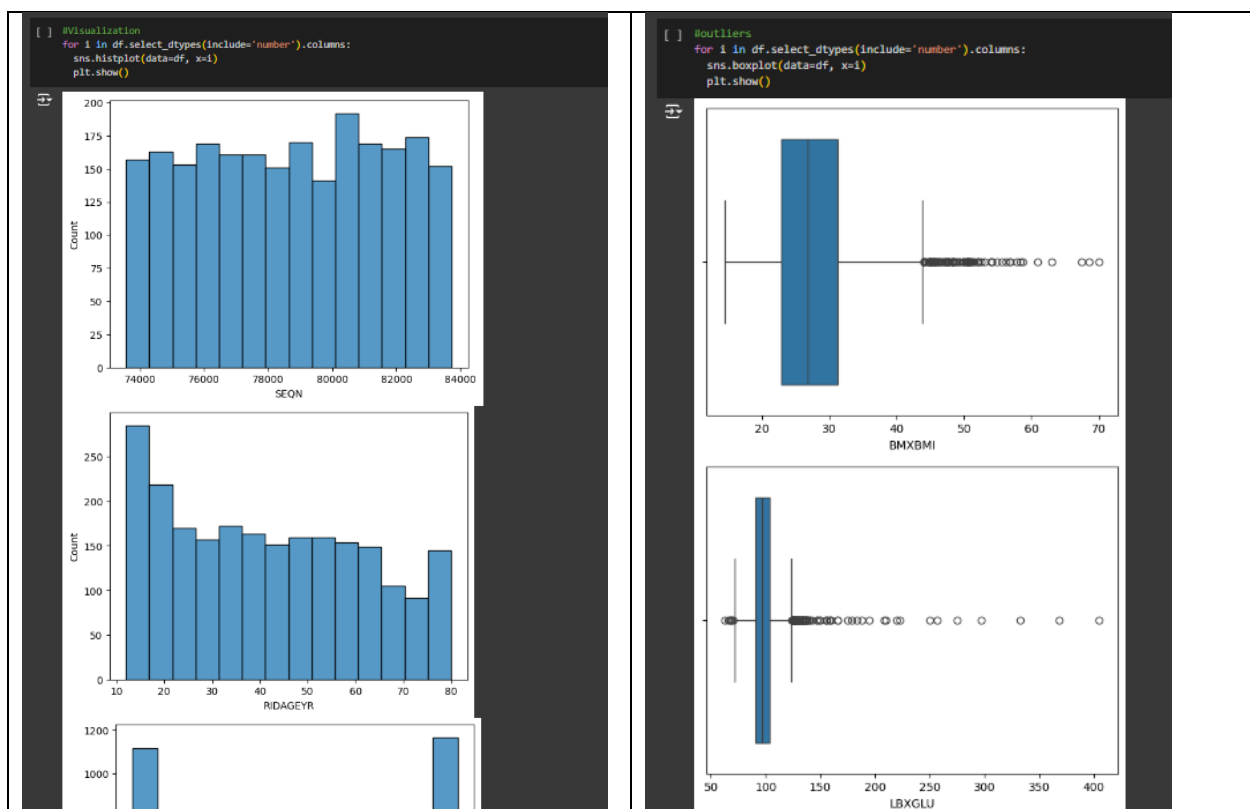 [ ] #Visualization
for i in df.select_dtypes(include='number').columns:
sns.histplot(data=df, x=i)
plt.show()
200
175
150
125
100
75
50
25
0
Count
74000 76000 78000 80000 82000 84000
SEQN
250
200
150
100
50
0
Count
10 20 30 40 50 60 70 80
RIDAGEYR
1200
1000
[ ] #outliers
for i in df.select_dtypes(include='number').columns:
sns.boxplot(data=df, x=i)
plt.show()
20 30 40 50 60 70
BMXBMI
50 100 150 200 250 300 350 400
LBXGLU